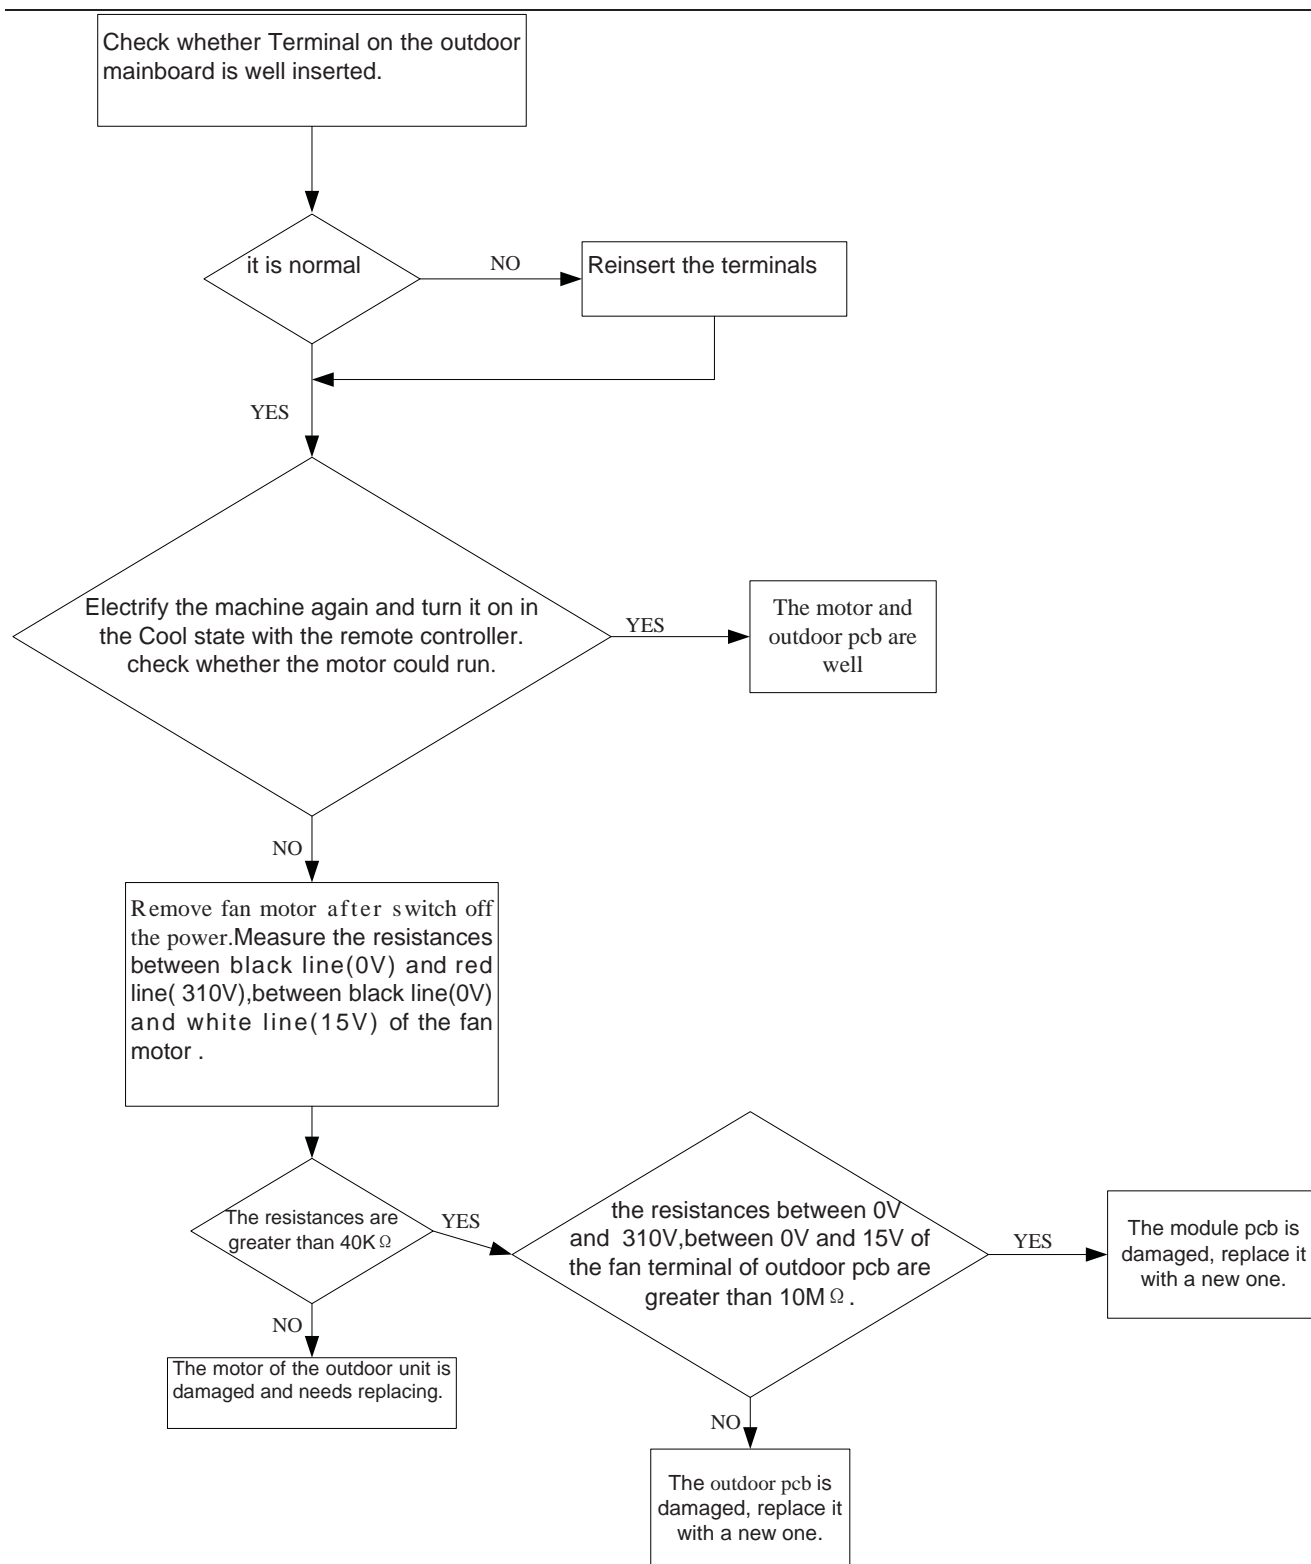 Check whether Terminal on the outdoor
mainboard is well inserted.
it is normal
NO
Reinsert the terminals
YES
Electrify the machine again and turn it on in
the Cool state with the remote controller.
check whether the motor could run.
YES
The motor and
outdoor pcb are
well
NO
Remove fan motor after switch off
the power.Measure the resistances
between black line(0V) and red
line( 310V),between black line(0V)
and white line(15V) of the fan
motor .
The resistances are
greater than 40KΩ
YES
the resistances between 0V
and 310V,between 0V and 15V of
the fan terminal of outdoor pcb are
greater than 10MΩ.
YES
The module pcb is
damaged, replace it
with a new one.
NO
The motor of the outdoor unit is
damaged and needs replacing.
NO
The outdoor pcb is
damaged, replace it
with a new one.